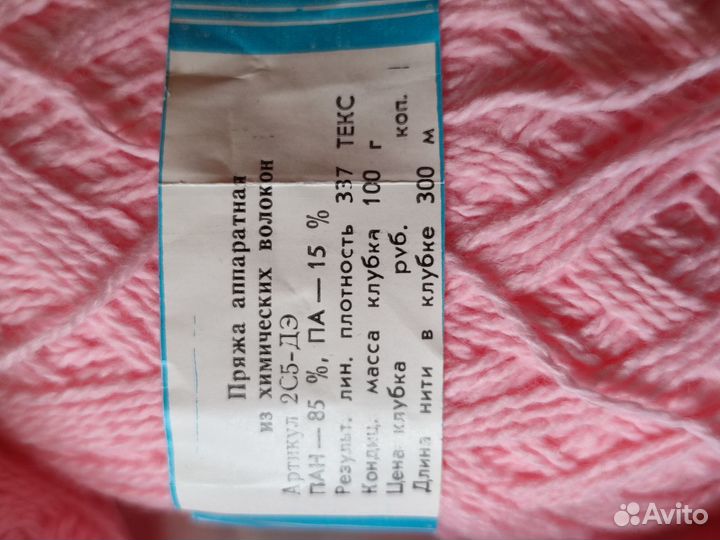 Пряжа аппаратная
из химических волокон
Артикул 2С5-ДЭ
ПАН — 85 %, ПА — 15 %
Результ. лин. плотность 337 ТЕКС
Кондиц. масса клубка 100 г
Цена клубка руб. коп.
Длина нити в клубке 300 м
Avito